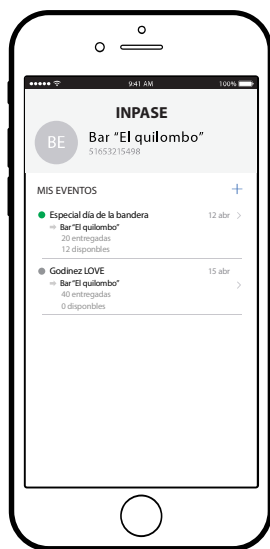 9:41 AM 100%
INPASE
BE
Bar “El quilombo”
51653215498
MIS EVENTOS +
Especial día de la bandera 12 abr >
⇨ Bar “El quilombo”
20 entregadas
12 disponbles
Godinez LOVE 15 abr
⇨ Bar “El quilombo” >
40 entregadas
0 disponbles